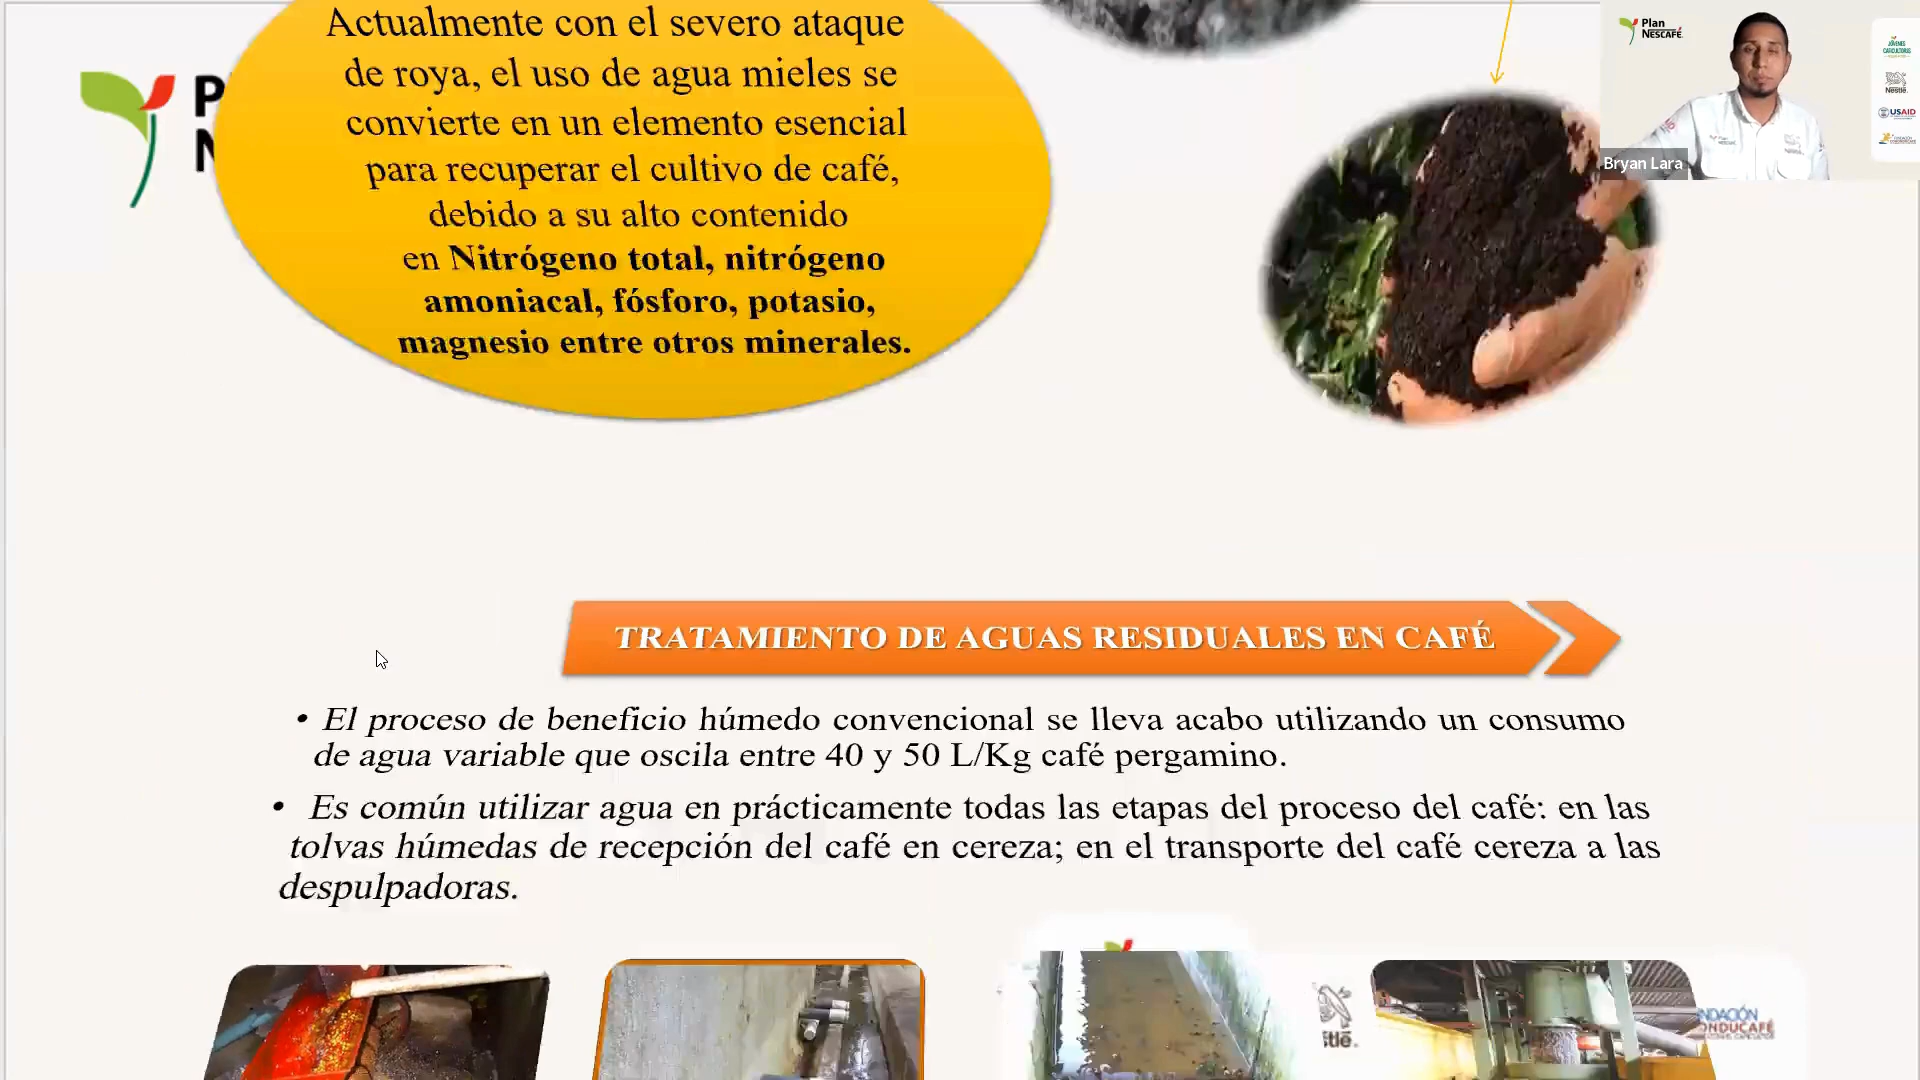 Actualmente con el severo ataque
de roya, el uso de agua mieles se
convierte en un elemento esencial
para recuperar el cultivo de café,
debido a su alto contenido
en Nitrógeno total, nitrógeno
amoniacal, fósforo, potasio,
magnesio entre otros minerales.
Plan
NESCAFÉ
Nestle
USAID
Bryan Lara
TRATAMIENTO DE AGUAS RESIDUALES EN CAFÉ
• El proceso de beneficio húmedo convencional se lleva acabo utilizando un consumo
de agua variable que oscila entre 40 y 50 L/Kg café pergamino.
• Es común utilizar agua en prácticamente todas las etapas del proceso del café: en las
tolvas húmedas de recepción del café en cereza; en el transporte del café cereza a las
despulpadoras.